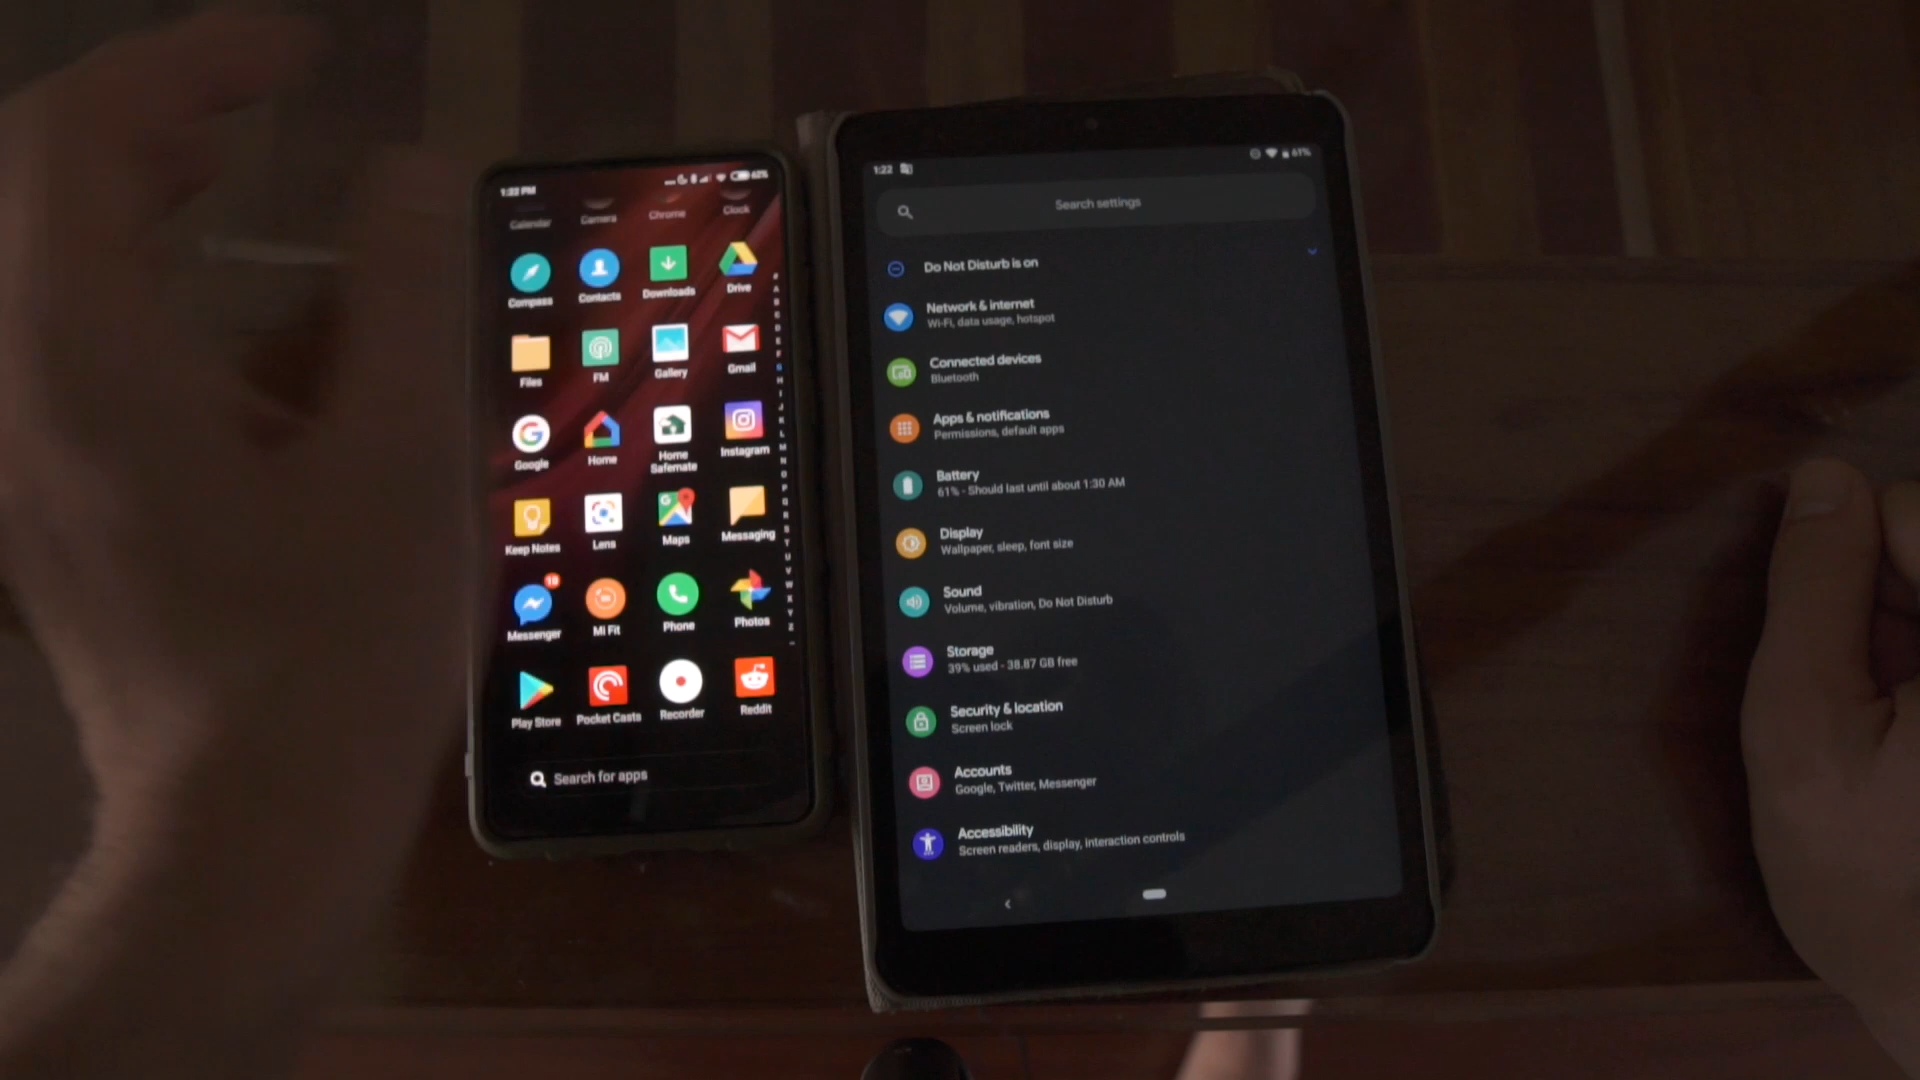 1:22 PM
62%
Calendar Camera Chrome Clock
Compass Contacts Downloads Drive
Files FM Gallery Gmail
Google Home Home Safemate Instagram
Keep Notes Lens Maps Messaging
18
Messenger Mi Fit Phone Photos
Play Store Pocket Casts Recorder Reddit
Search for apps
1:22
61%
Search settings
Do Not Disturb is on
Network & internet
Wi-Fi, data usage, hotspot
Connected devices
Bluetooth
Apps & notifications
Permissions, default apps
Battery
61% - Should last until about 1:30 AM
Display
Wallpaper, sleep, font size
Sound
Volume, vibration, Do Not Disturb
Storage
39% used - 38.87 GB free
Security & location
Screen lock
Accounts
Google, Twitter, Messenger
Accessibility
Screen readers, display, interaction controls